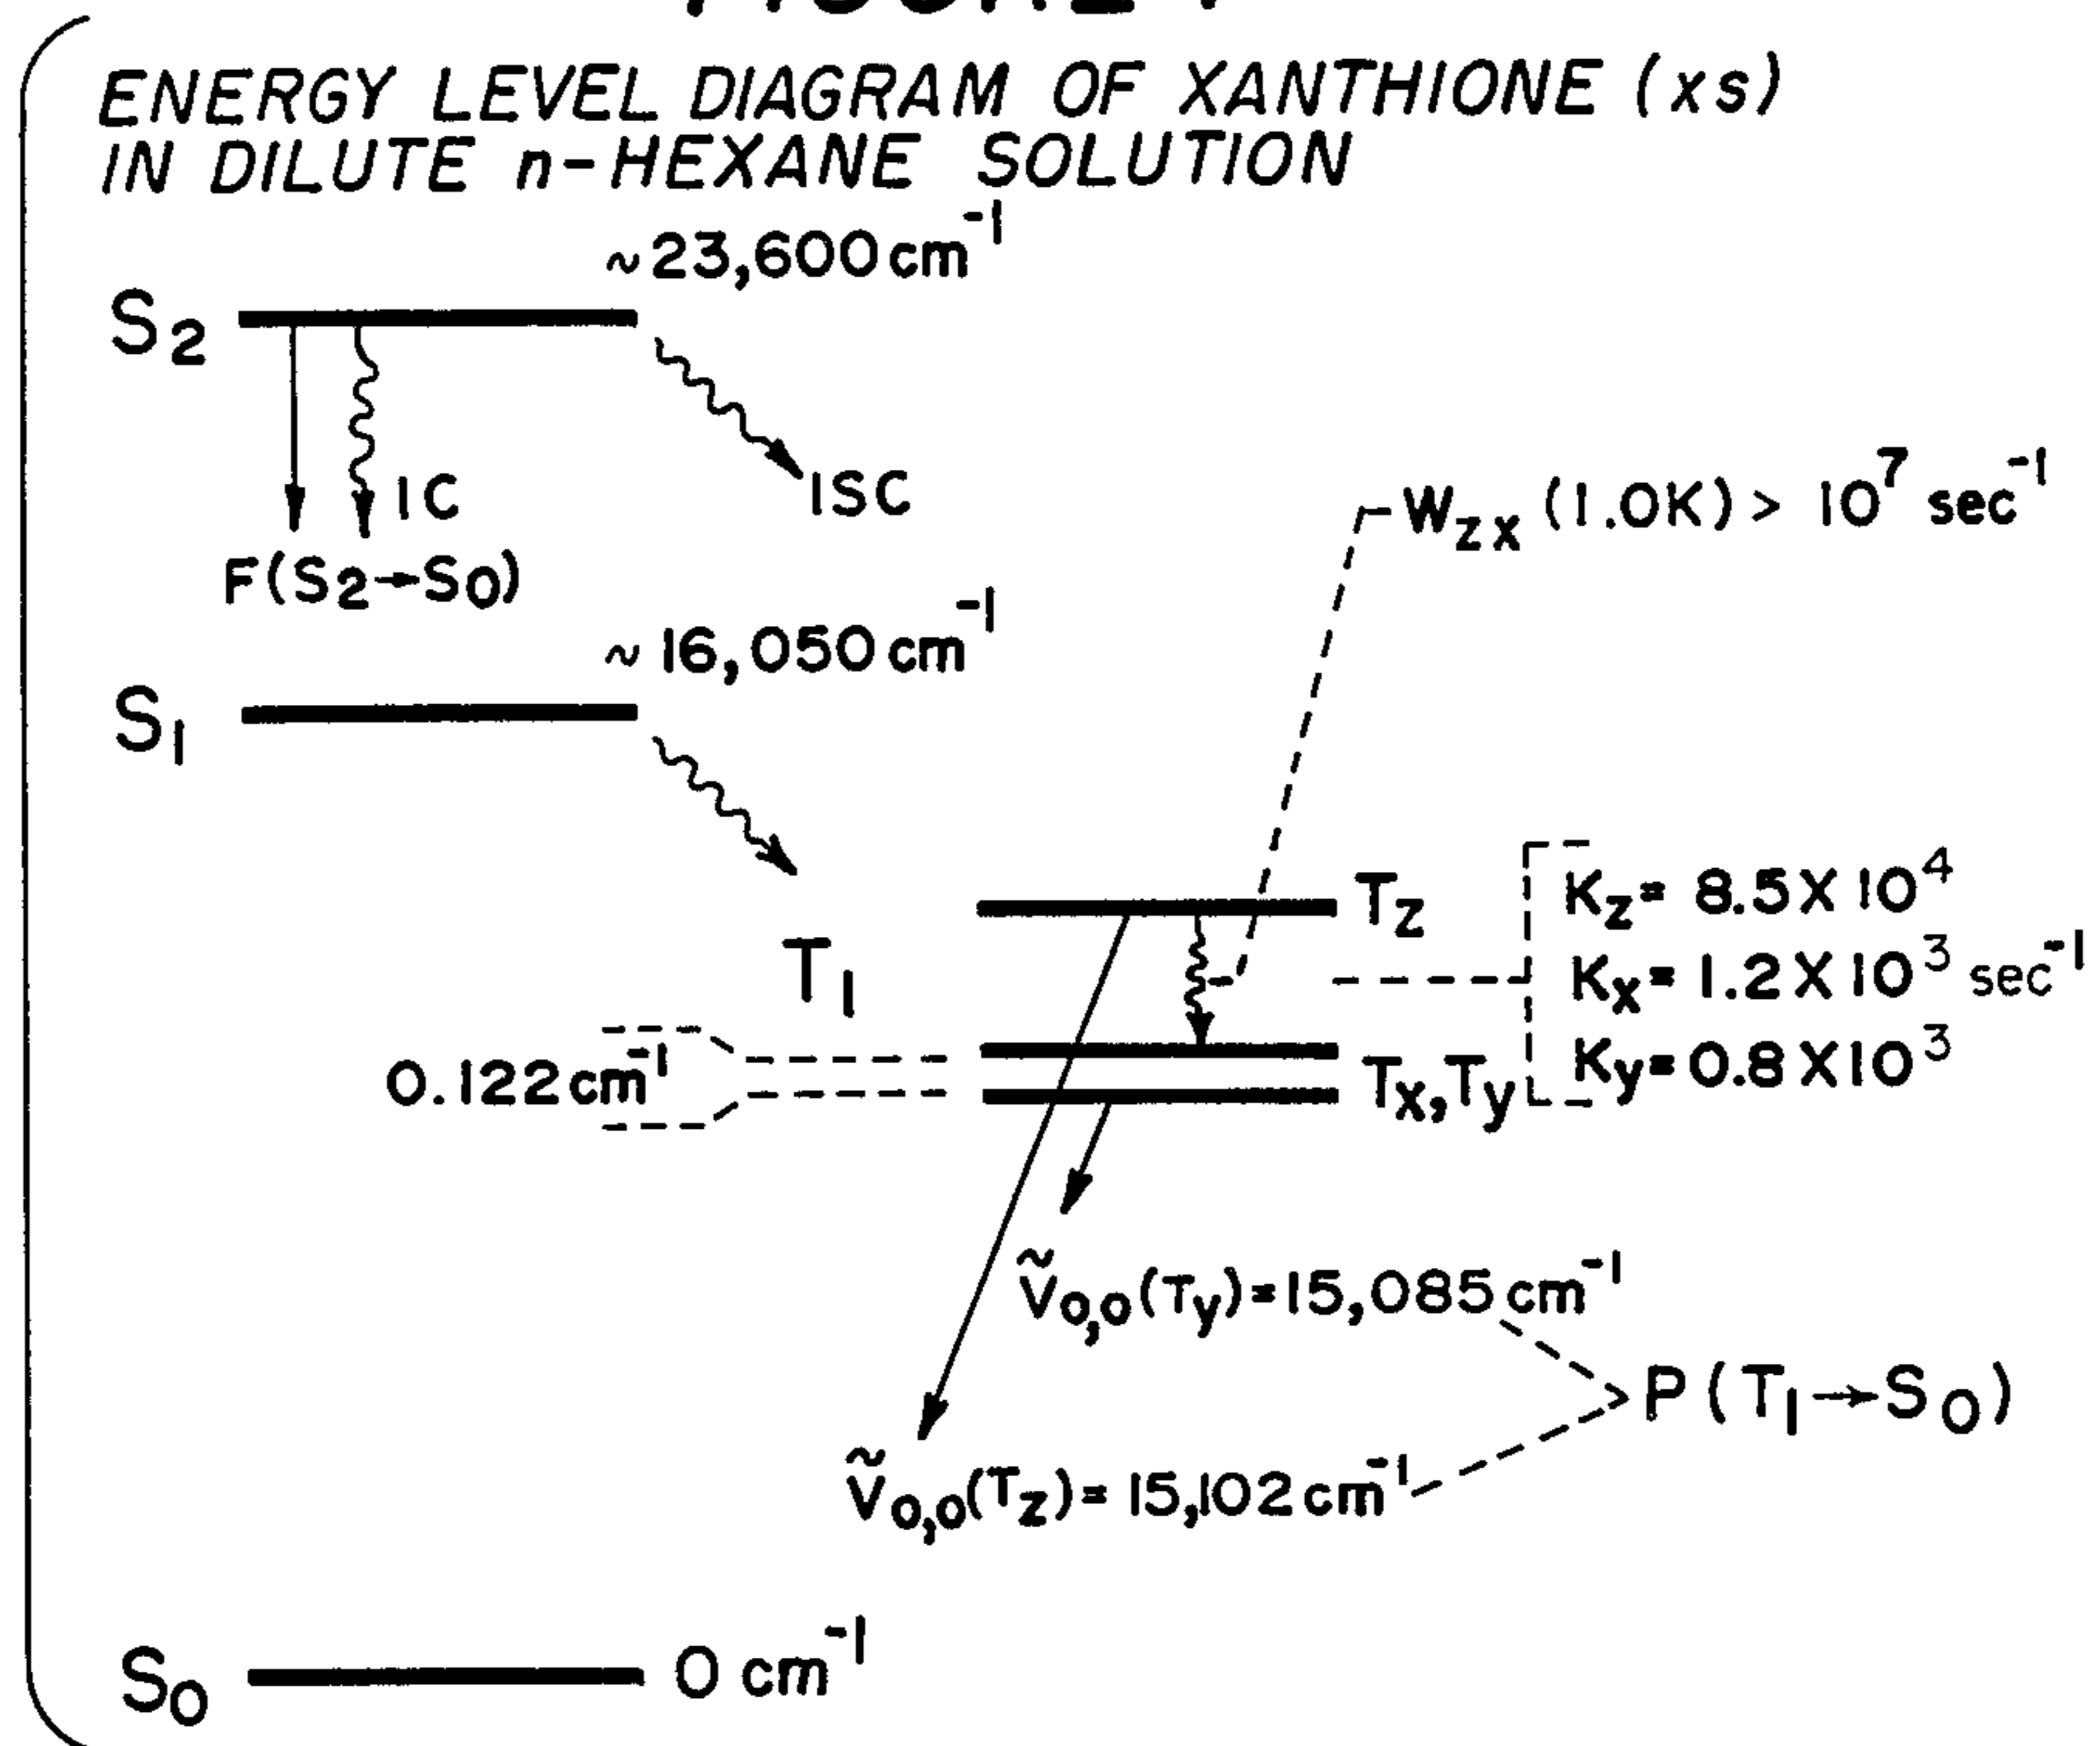 ENERGY LEVEL DIAGRAM OF XANTHIONE (xs)
IN DILUTE n-HEXANE SOLUTION
~23,600 cm⁻¹
S₂
IC
ISC
F(S₂→S₀)
W_zx (1.0K) > 10⁷ sec⁻¹
~16,050 cm⁻¹
S₁
T_z
K_z = 8.5 X 10⁴
T₁
K_x = 1.2 X 10³ sec⁻¹
0.122 cm⁻¹
T_x, T_y
K_y = 0.8 X 10³
ṽ₀,₀(T_y) = 15,085 cm⁻¹
P(T₁→S₀)
ṽ₀,₀(T_z) = 15,102 cm⁻¹
S₀
0 cm⁻¹